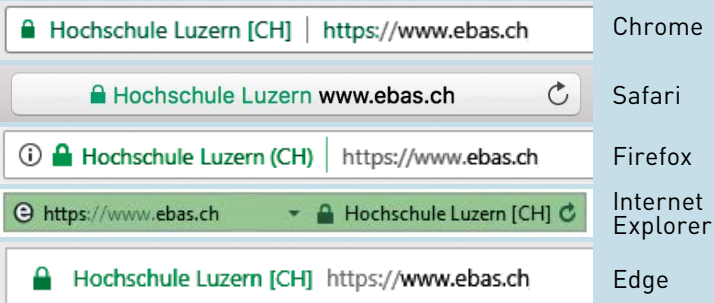 Hochschule Luzern [CH] | https://www.ebas.ch Chrome
Hochschule Luzern www.ebas.ch Safari
Hochschule Luzern (CH) https://www.ebas.ch Firefox
https://www.ebas.ch Hochschule Luzern [CH] Internet
Explorer
Hochschule Luzern [CH] https://www.ebas.ch Edge